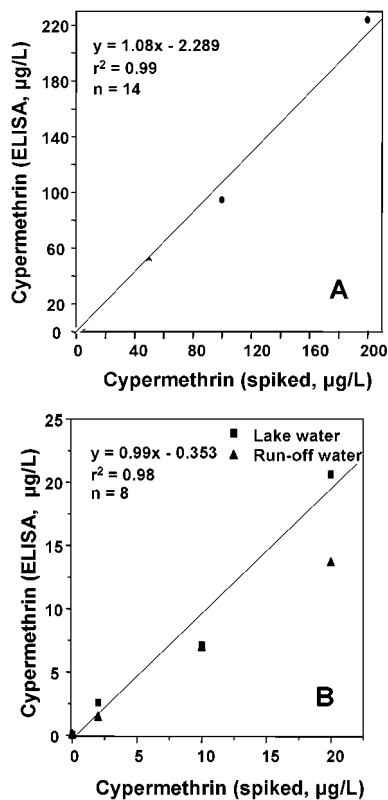 y = 1.08x - 2.289
r² = 0.99
n = 14
220
180
140
100
60
20
0
Cypermethrin (ELISA, µg/L)
A
0 40 80 120 160 200
Cypermethrin (spiked, µg/L)
25
20
15
10
5
0
Cypermethrin (ELISA, µg/L)
y = 0.99x - 0.353
r² = 0.98
n = 8
Lake water
Run-off water
B
0 5 10 15 20
Cypermethrin (spiked, µg/L)